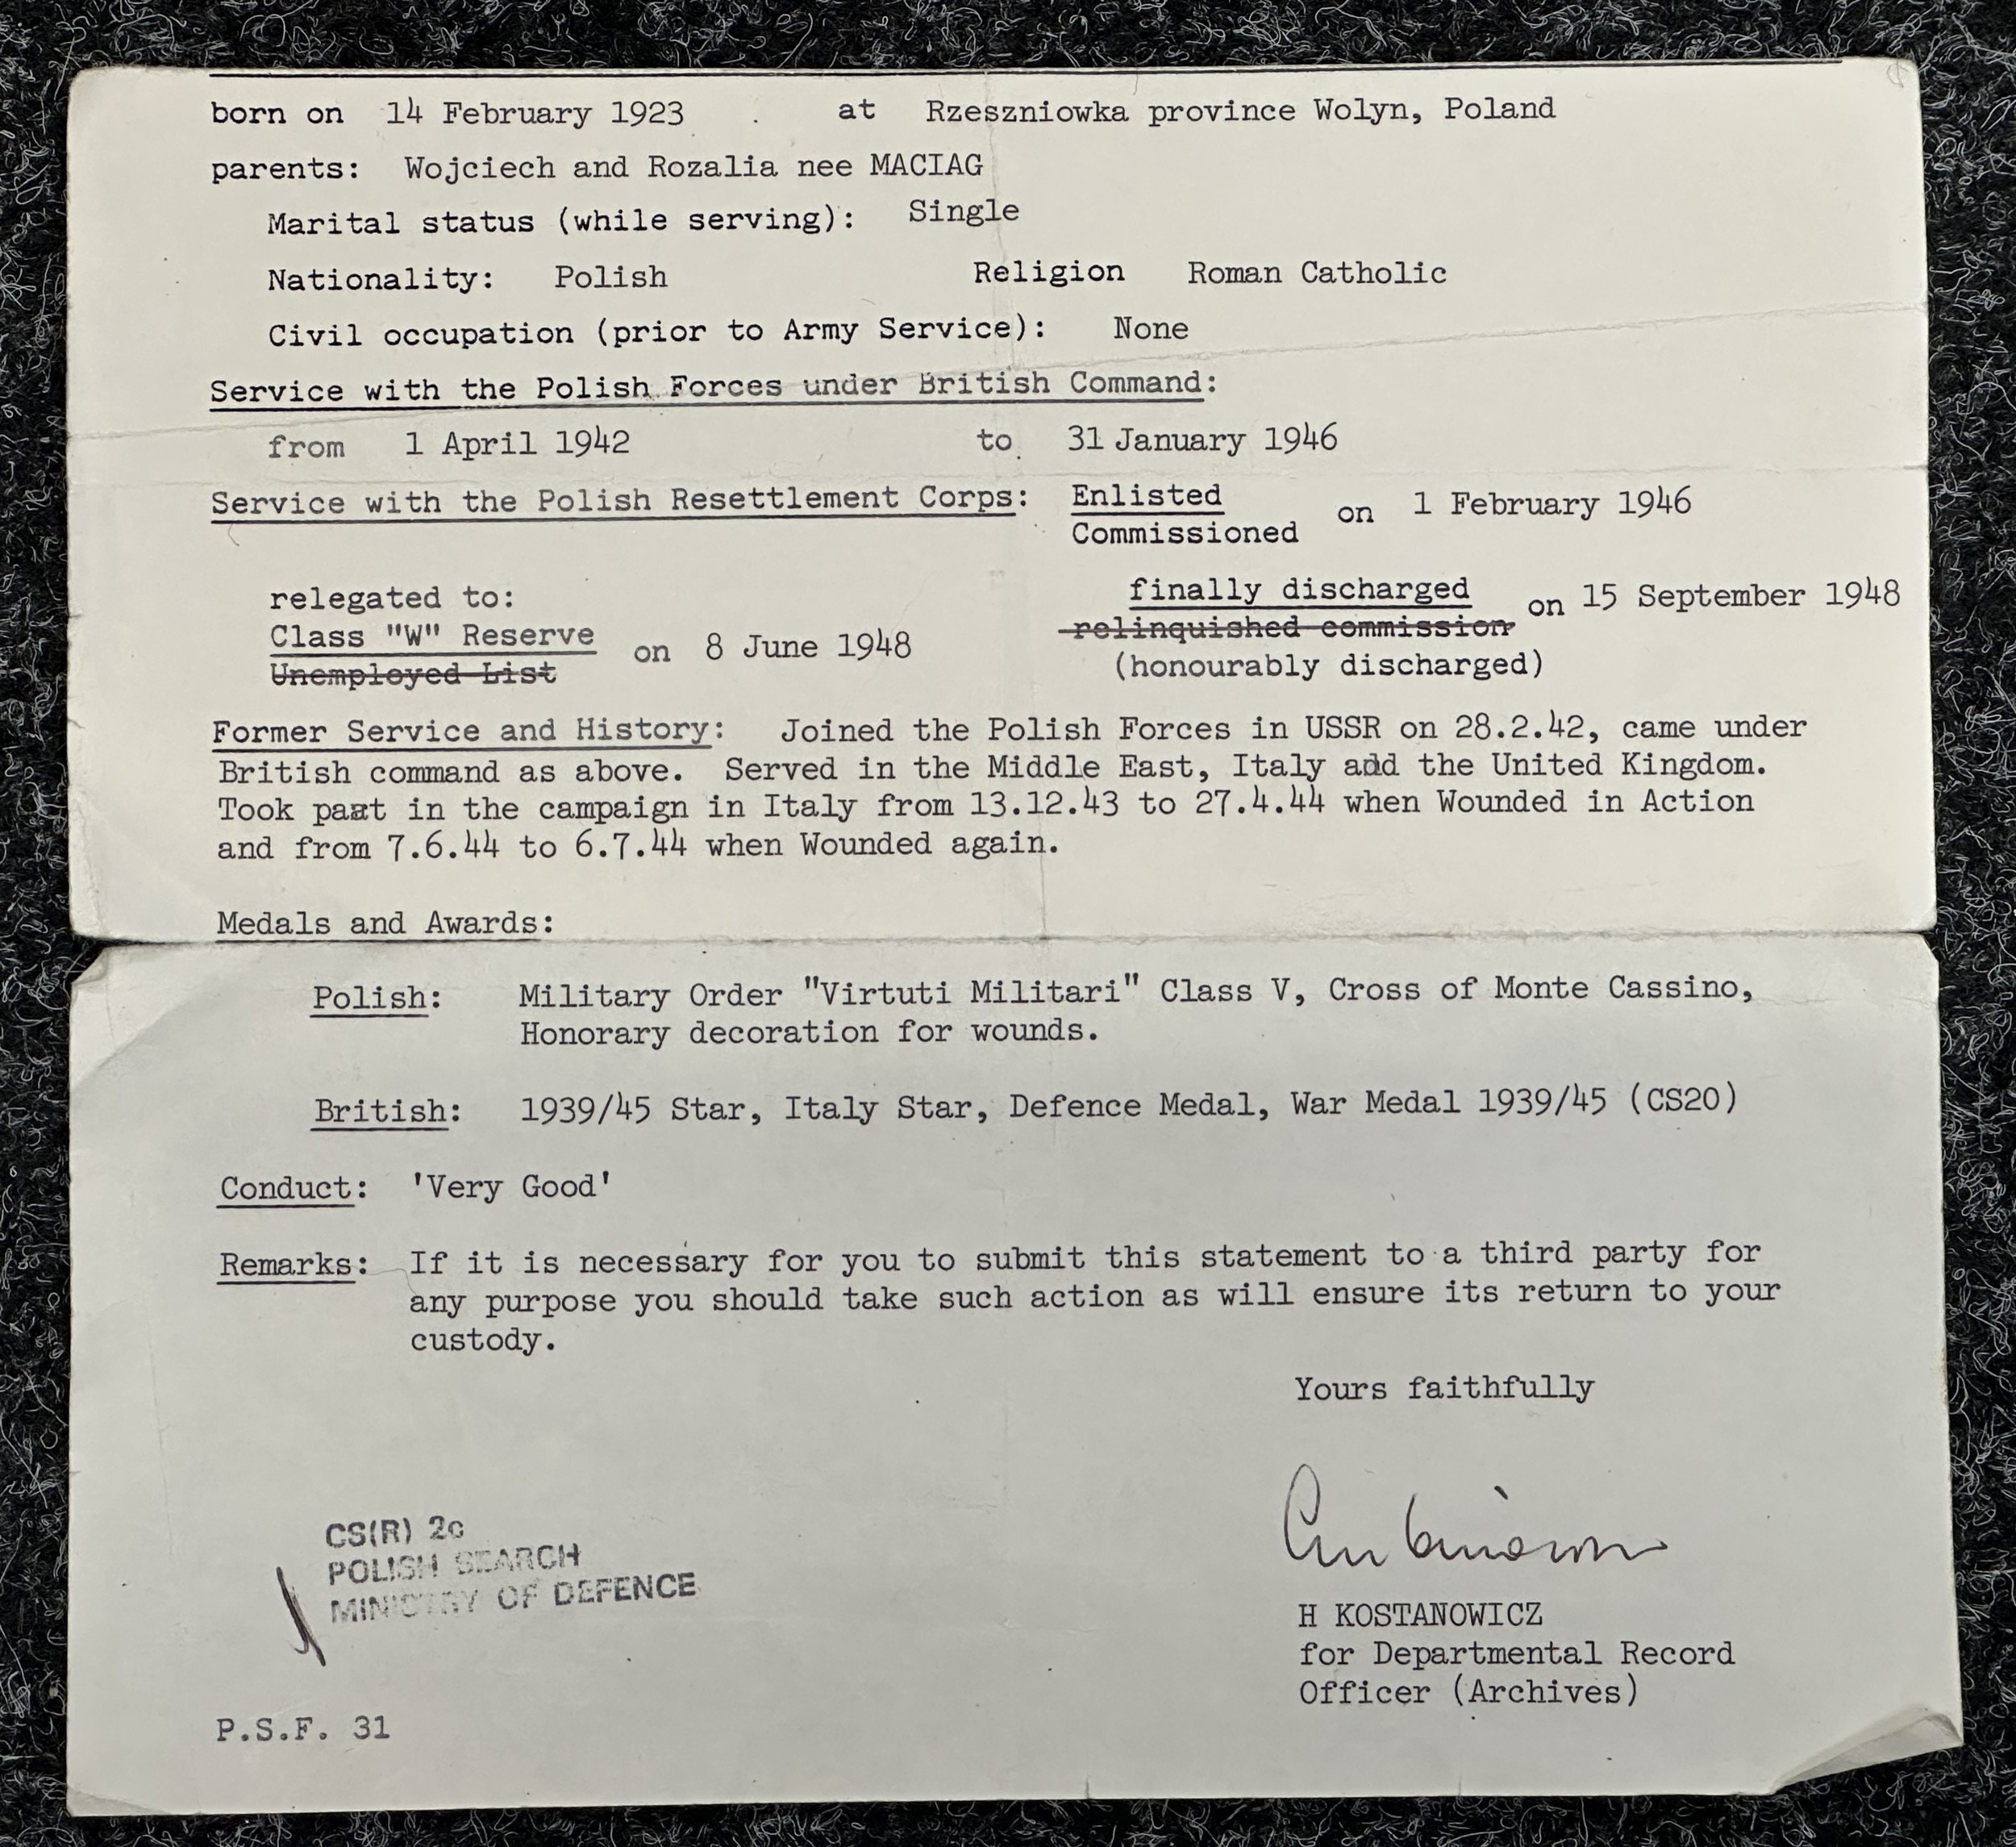 born on 14 February 1923 . at Rzeszniowka province Wolyn, Poland
parents: Wojciech and Rozalia nee MACIAG
Marital status (while serving): Single
Nationality: Polish Religion Roman Catholic
Civil occupation (prior to Army Service): None
Service with the Polish Forces under British Command:
from 1 April 1942 to 31 January 1946
Service with the Polish Resettlement Corps: Enlisted
Commissioned on 1 February 1946
relegated to:
Class "W" Reserve
Unemployed List on 8 June 1948
finally discharged
relinquished commission on 15 September 1948
(honourably discharged)
Former Service and History: Joined the Polish Forces in USSR on 28.2.42, came under
British command as above. Served in the Middle East, Italy add the United Kingdom.
Took paat in the campaign in Italy from 13.12.43 to 27.4.44 when Wounded in Action
and from 7.6.44 to 6.7.44 when Wounded again.
Medals and Awards:
Polish: Military Order "Virtuti Militari" Class V, Cross of Monte Cassino,
Honorary decoration for wounds.
British: 1939/45 Star, Italy Star, Defence Medal, War Medal 1939/45 (CS20)
Conduct: 'Very Good'
Remarks: If it is necessary for you to submit this statement to a third party for
any purpose you should take such action as will ensure its return to your
custody.
Yours faithfully
CS(R) 2c
POLISH SEARCH
MINISTRY OF DEFENCE
H KOSTANOWICZ
for Departmental Record
Officer (Archives)
P.S.F. 31